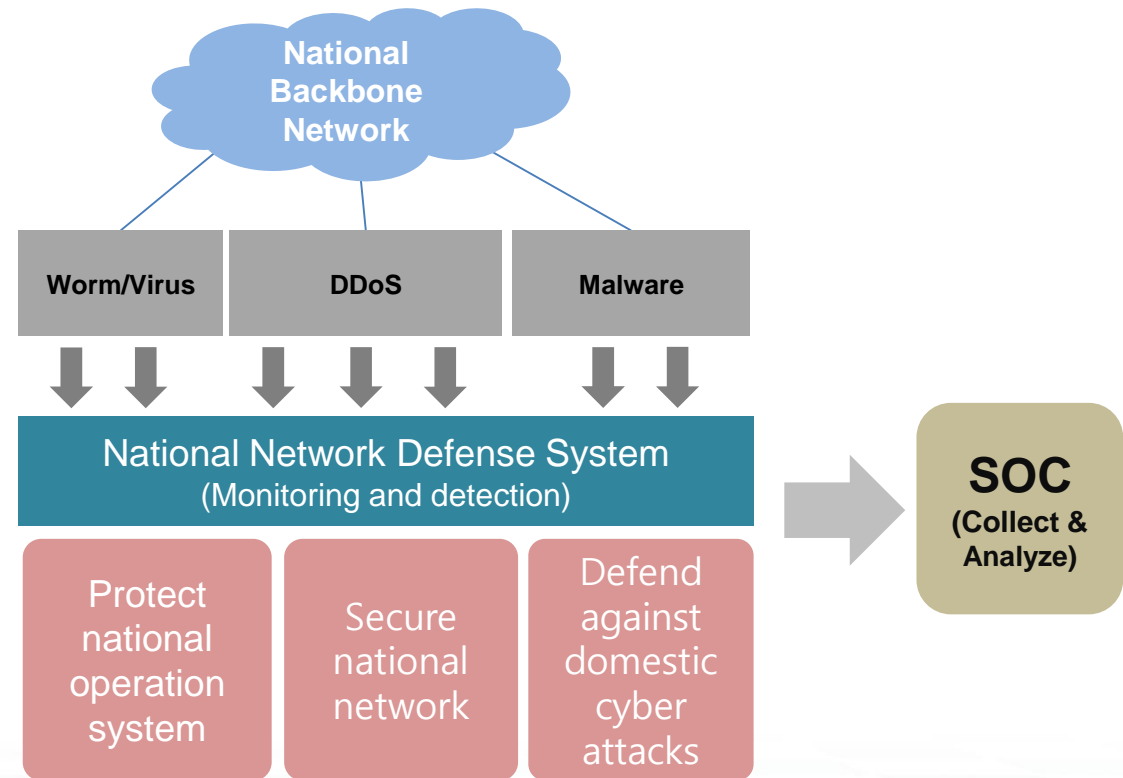 National
Backbone
Network
Worm/Virus
DDoS
Malware
National Network Defense System
(Monitoring and detection)
SOC
(Collect &
Analyze)
Protect
national
operation
system
Secure
national
network
Defend
against
domestic
cyber
attacks